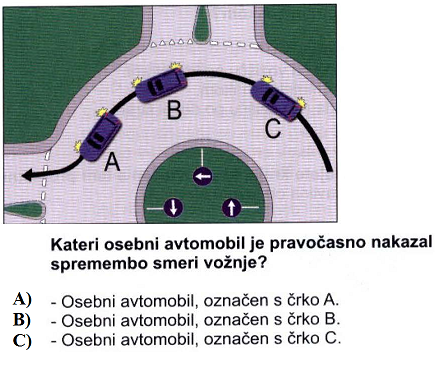 A
B
C
Kateri osebni avtomobil je pravočasno nakazal
spremembo smeri vožnje?
A) - Osebni avtomobil, označen s črko A.
B) - Osebni avtomobil, označen s črko B.
C) - Osebni avtomobil, označen s črko C.